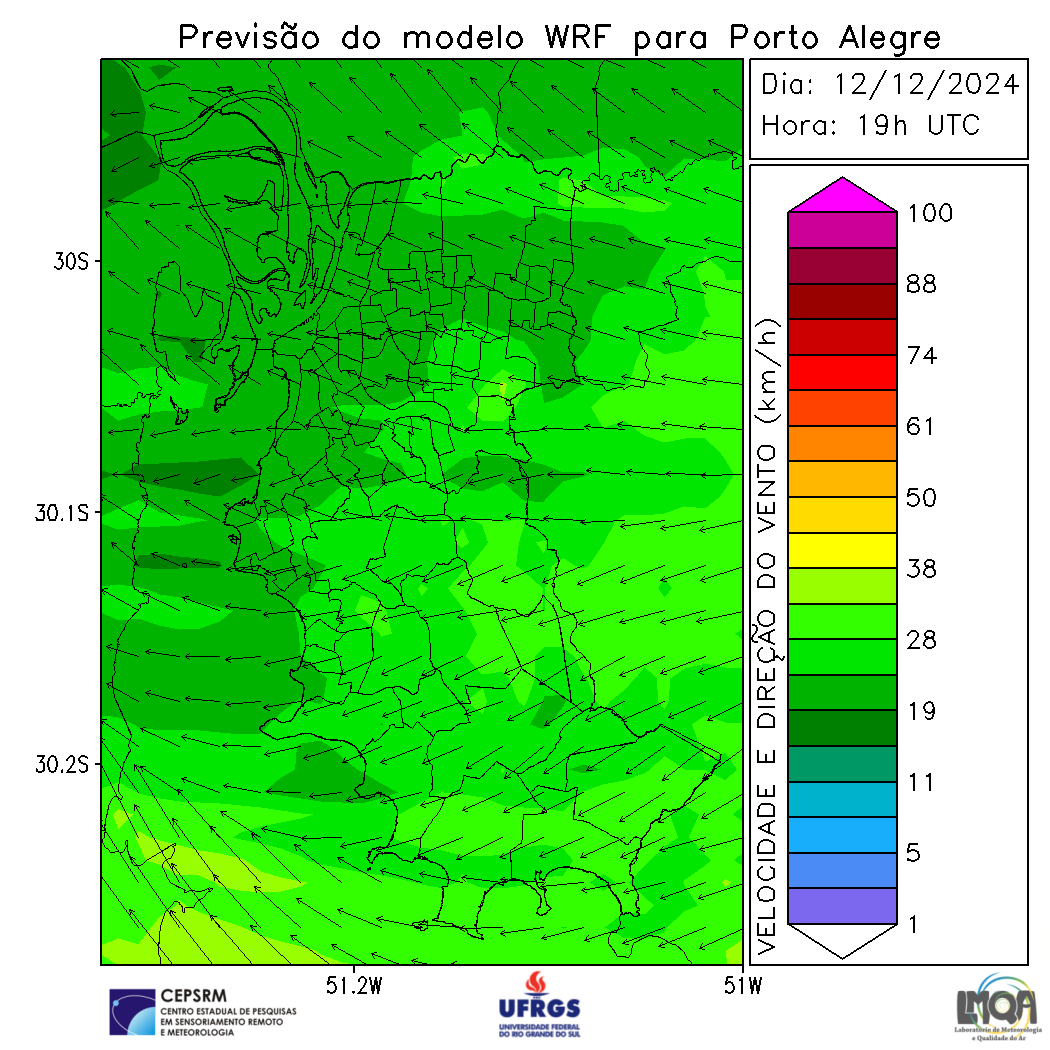 Previsão do modelo WRF para Porto Alegre
Dia: 12/12/2024
Hora: 19h UTC
30S
30.1S
30.2S
51.2W
51W
VELOCIDADE E DIREÇÃO DO VENTO (km/h)
100
88
74
61
50
38
28
19
11
5
1
CEPSRM
CENTRO ESTADUAL DE PESQUISAS
EM SENSORIAMENTO REMOTO
E METEOROLOGIA
UFRGS
UNIVERSIDADE FEDERAL
DO RIO GRANDE DO SUL
LMQA
Laboratório de Meteorologia
e Qualidade do Ar